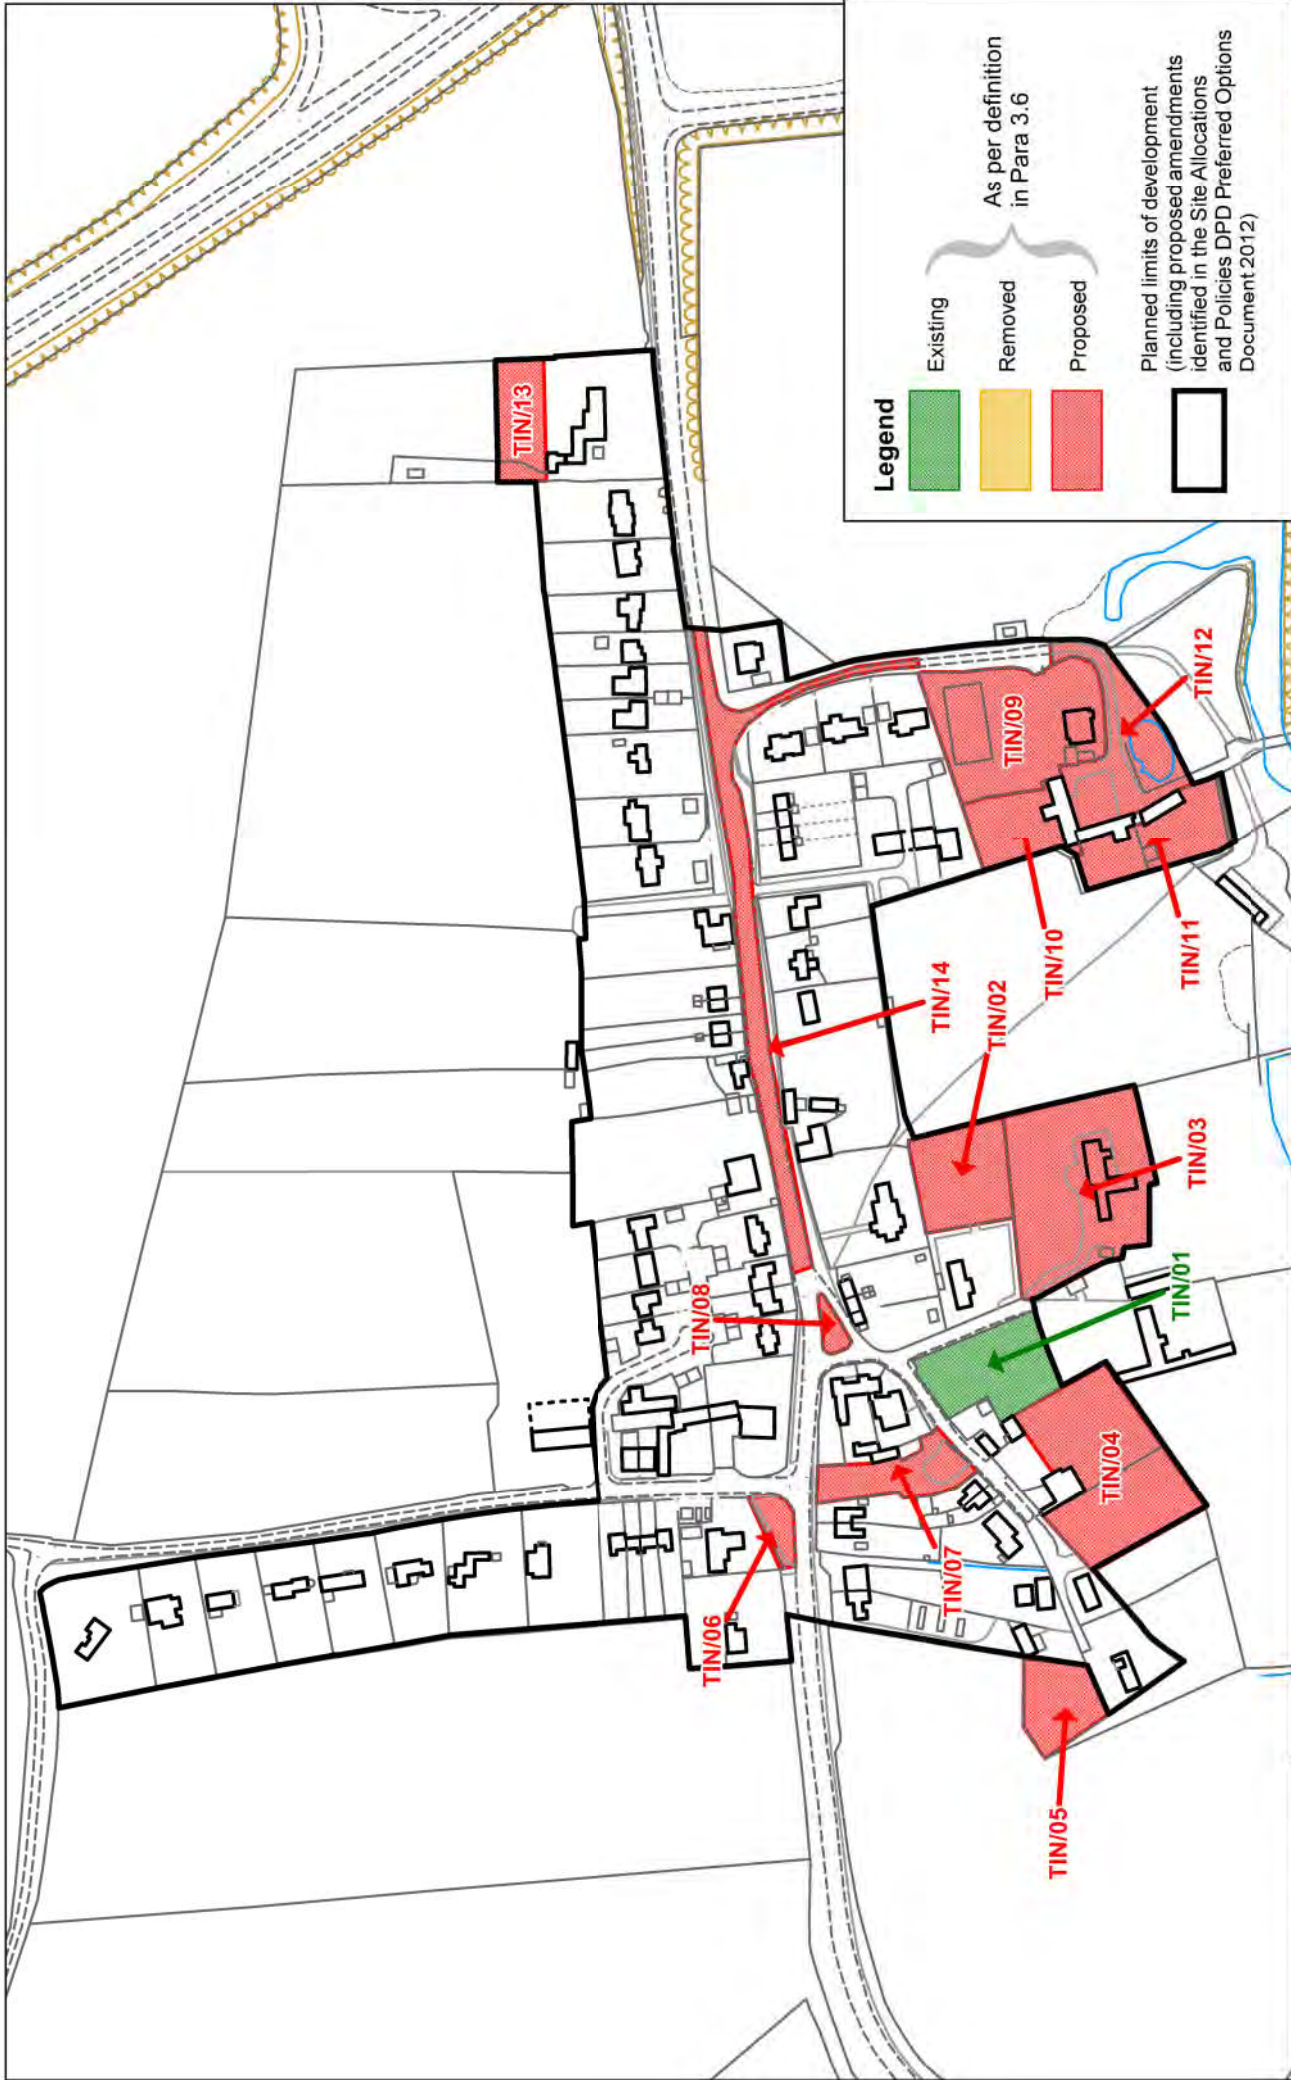 TIN/13
TIN/09
TIN/12
TIN/10
TIN/11
TIN/14
TIN/02
TIN/03
TIN/01
TIN/08
TIN/04
TIN/07
TIN/06
TIN/05
Legend
Existing
Removed
Proposed
As per definition
in Para 3.6
Planned limits of development
(including proposed amendments
identified in the Site Allocations
and Policies DPD Preferred Options
Document 2012)